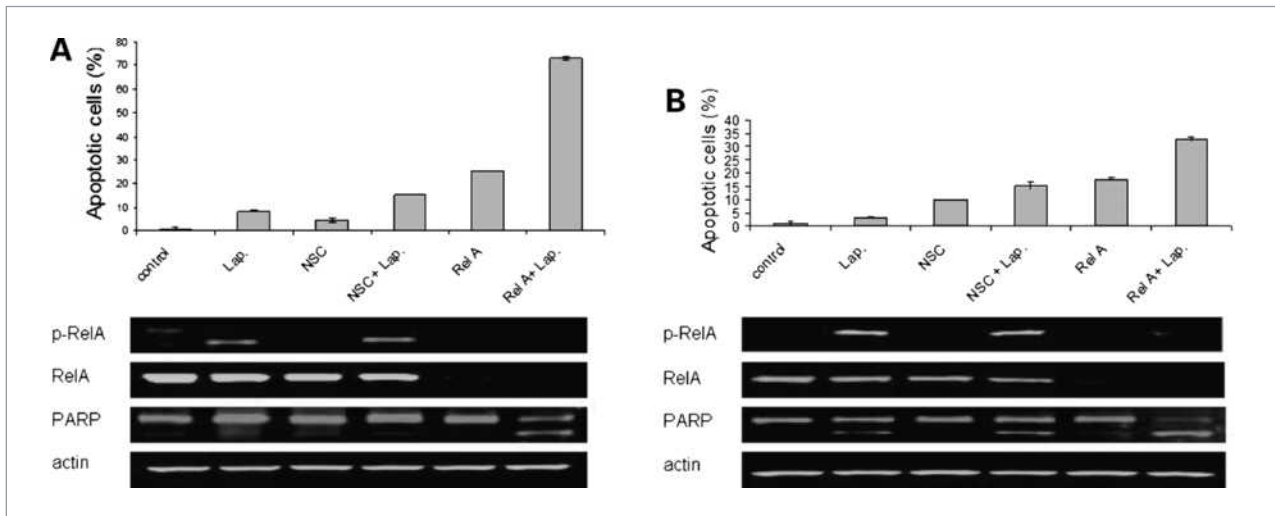 A
Apoptotic cells (%)
80
70
60
50
40
30
20
10
0
control
Lap.
NSC
NSC + Lap.
Rel A
Rel A+ Lap.
p-RelA
RelA
PARP
actin
B
Apoptotic cells (%)
40
35
30
25
20
15
10
5
0
control
Lap.
NSC
NSC + Lap.
Rel A
Rel A+ Lap.
p-RelA
RelA
PARP
actin